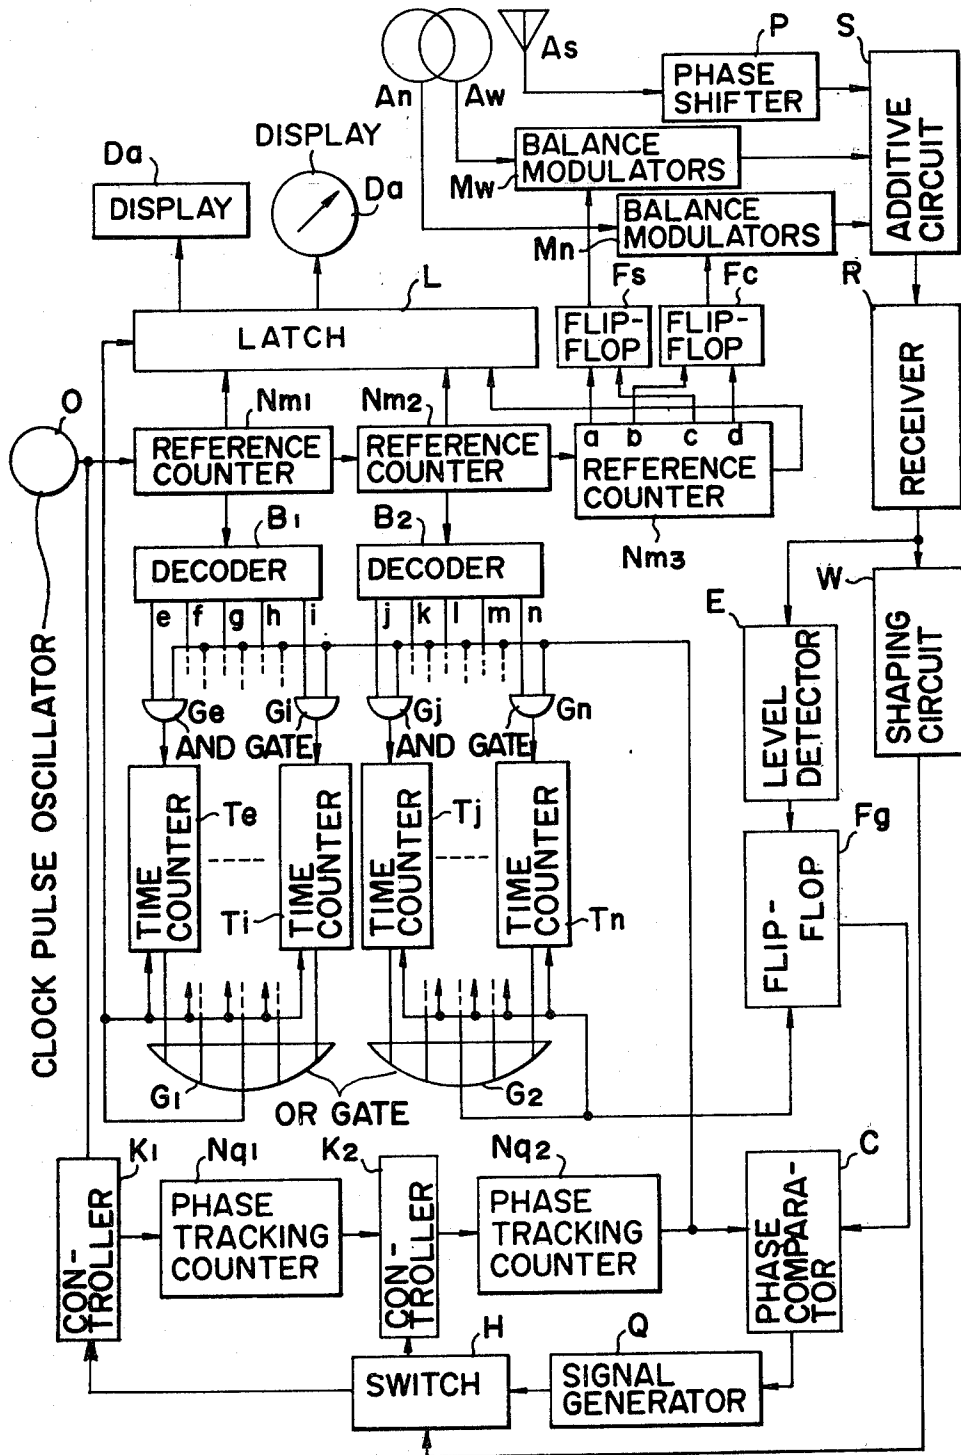 As
P
S
An
Aw
PHASE
SHIFTER
DISPLAY
Da
Da
DISPLAY
BALANCE
MODULATORS
Mw
BALANCE
MODULATORS
Mn
ADDITIVE
CIRCUIT
L
Fs
Fc
R
LATCH
FLIP-
FLOP
FLIP-
FLOP
RECEIVER
O
Nm1
Nm2
a b c d
REFERENCE
COUNTER
REFERENCE
COUNTER
REFERENCE
COUNTER
Nm3
B1
B2
DECODER
DECODER
W
E
e f g h i
j k l m n
SHAPING
CIRCUIT
LEVEL
DETECTOR
Ge
Gi
Gj
Gn
AND GATE
AND GATE
CLOCK PULSE OSCILLATOR
TIME
COUNTER
Te
TIME
COUNTER
Ti
TIME
COUNTER
Tj
TIME
COUNTER
Tn
Fg
FLIP-
FLOP
G1
OR GATE
G2
K1
Nq1
K2
Nq2
C
CON-
TROLLER
PHASE
TRACKING
COUNTER
CON-
TROLLER
PHASE
TRACKING
COUNTER
PHASE
COMPARA-
TOR
H
Q
SWITCH
SIGNAL
GENERATOR